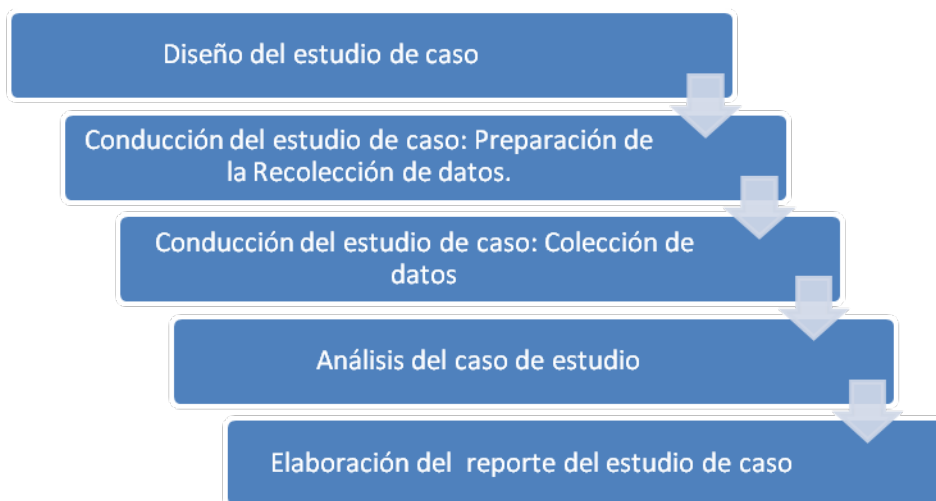 Diseño del estudio de caso
Conducción del estudio de caso: Preparación de
la Recolección de datos.
Conducción del estudio de caso: Colección de
datos
Análisis del caso de estudio
Elaboración del reporte del estudio de caso